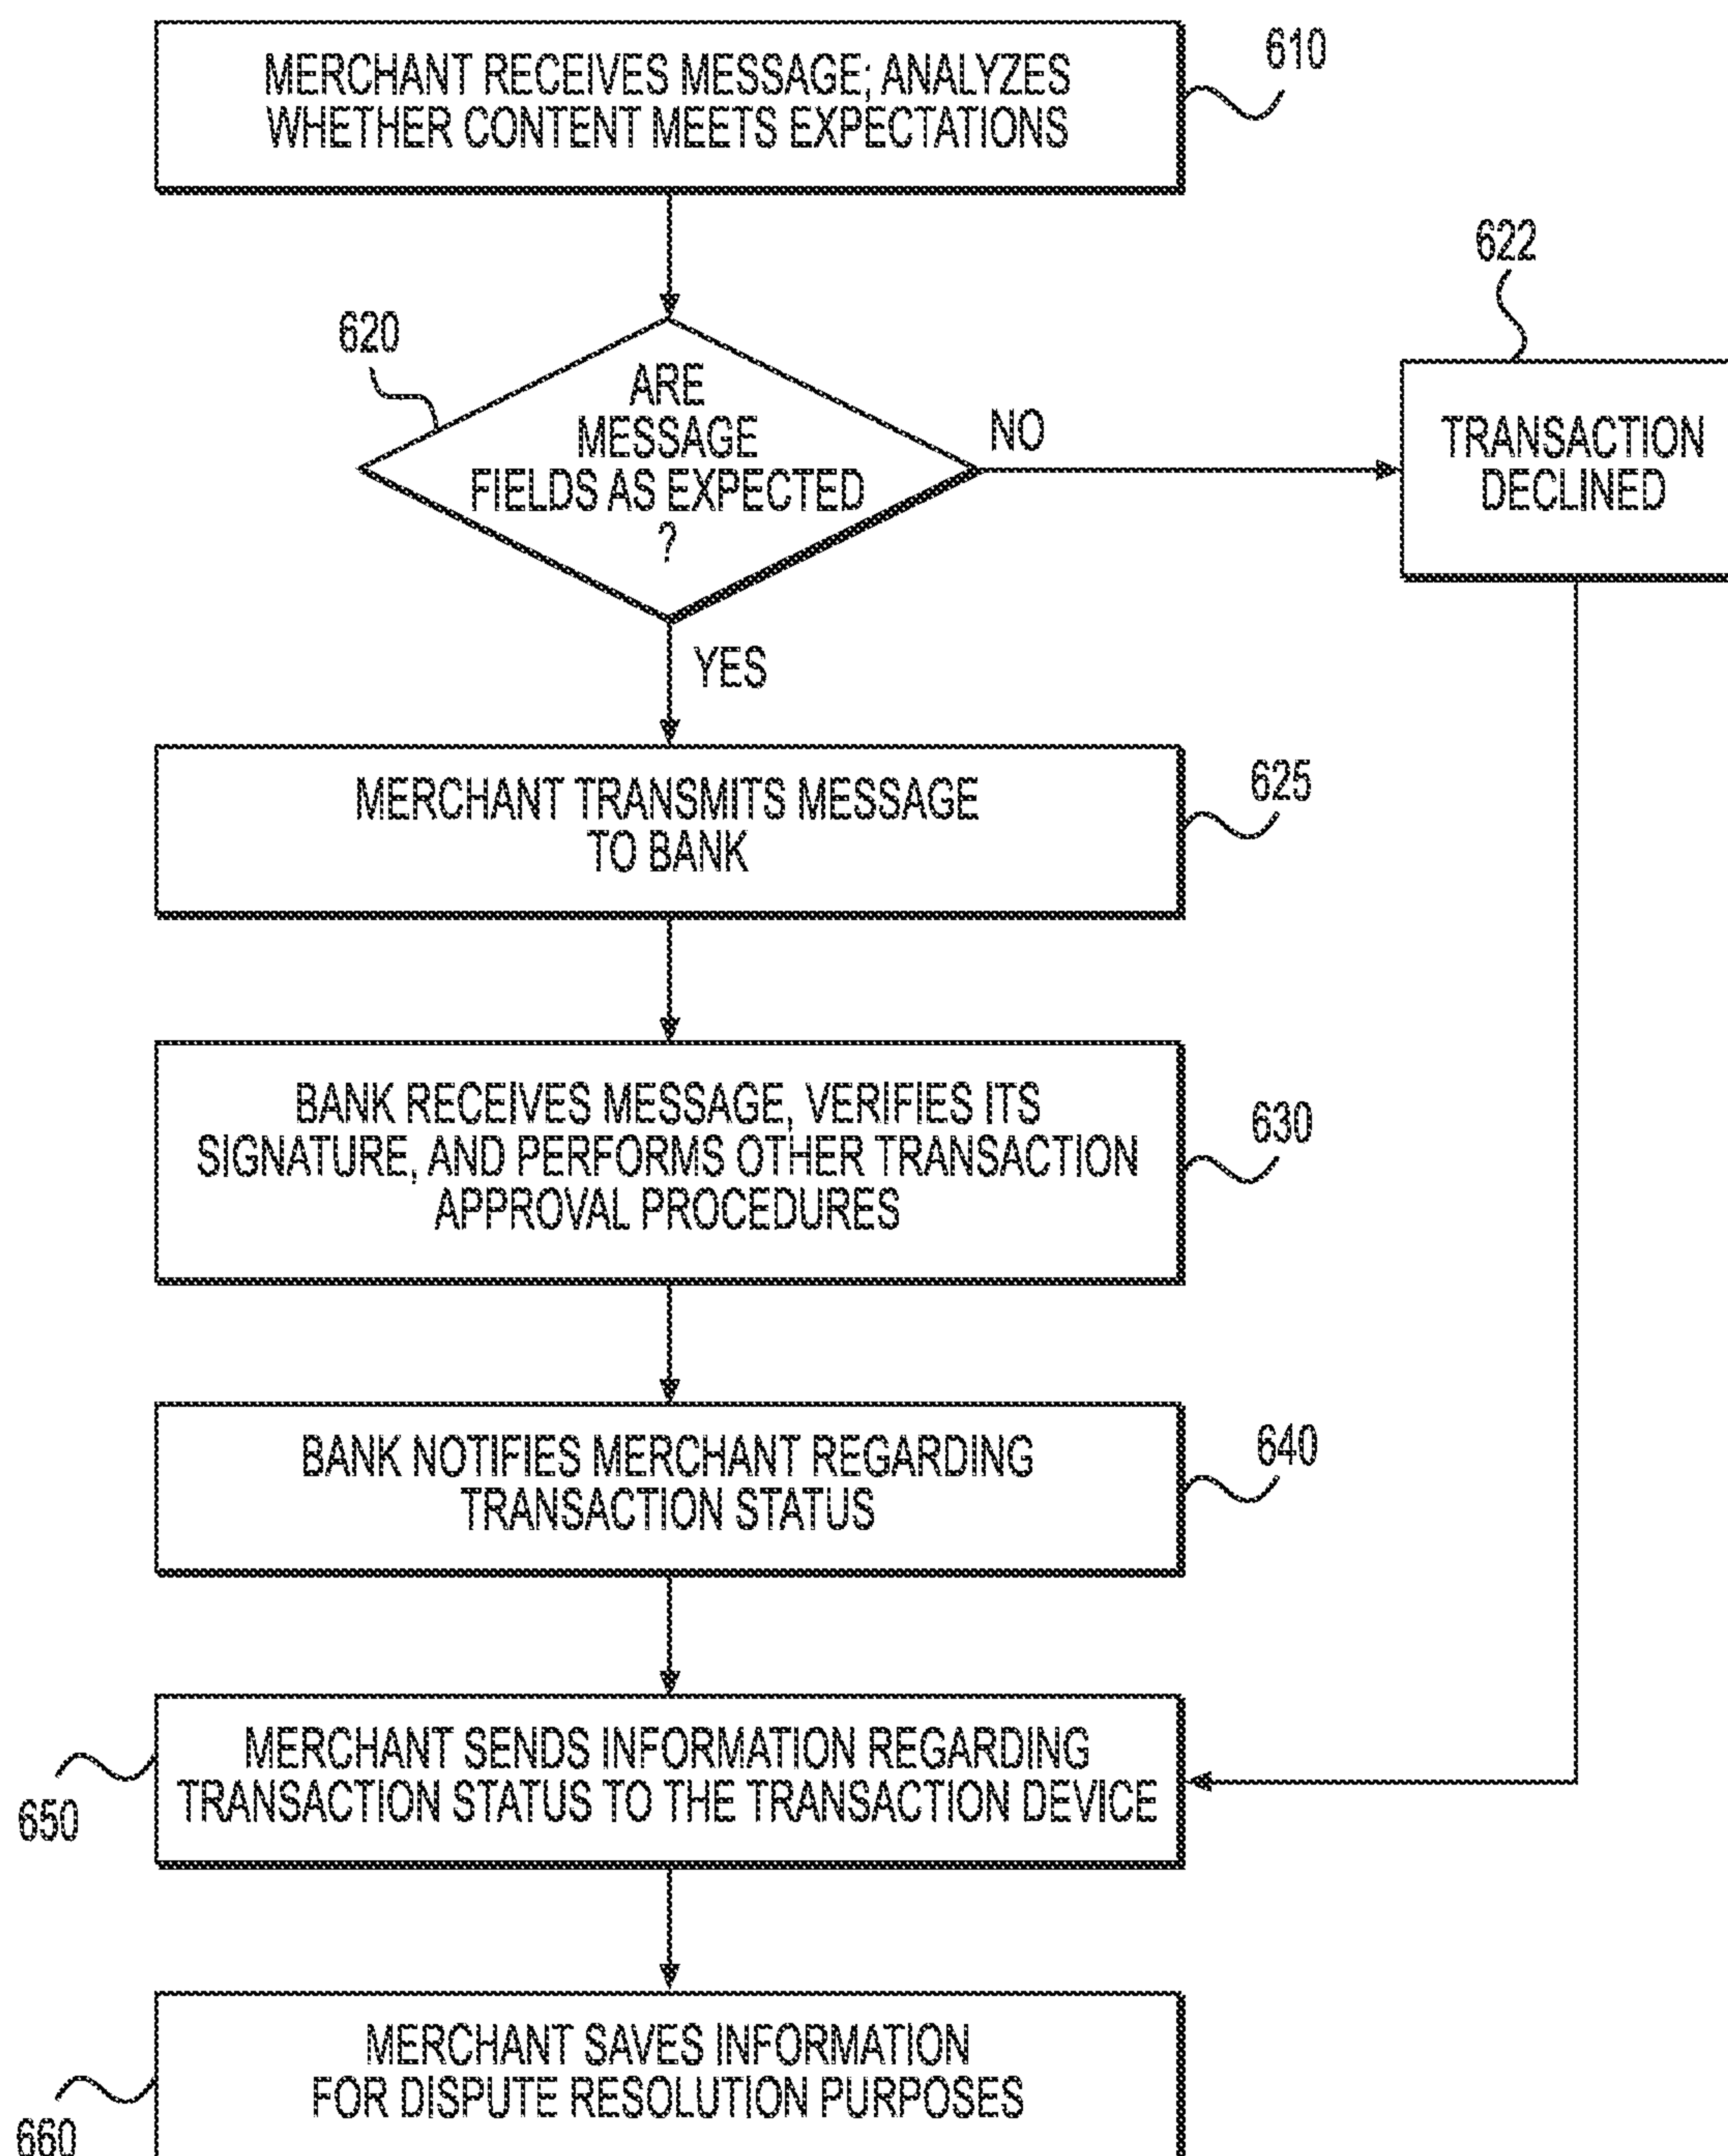 MERCHANT RECEIVES MESSAGE; ANALYZES
WHETHER CONTENT MEETS EXPECTATIONS
610
622
620
ARE
MESSAGE
FIELDS AS EXPECTED
?
NO
TRANSACTION
DECLINED
YES
MERCHANT TRANSMITS MESSAGE
TO BANK
625
BANK RECEIVES MESSAGE, VERIFIES ITS
SIGNATURE, AND PERFORMS OTHER TRANSACTION
APPROVAL PROCEDURES
630
BANK NOTIFIES MERCHANT REGARDING
TRANSACTION STATUS
640
MERCHANT SENDS INFORMATION REGARDING
TRANSACTION STATUS TO THE TRANSACTION DEVICE
650
MERCHANT SAVES INFORMATION
FOR DISPUTE RESOLUTION PURPOSES
660